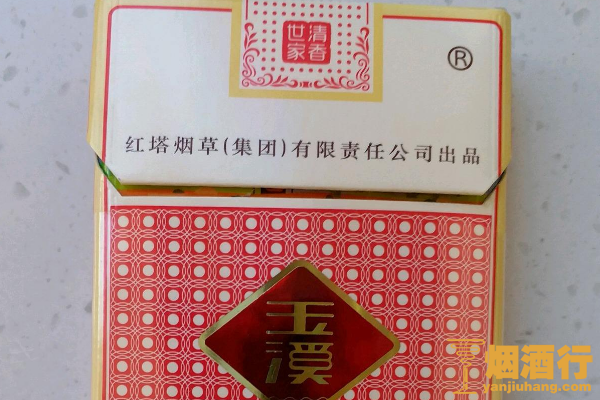 清香
世家
®
红塔烟草(集团)有限责任公司出品
玉溪
烟酒行
yanjiuhang.com